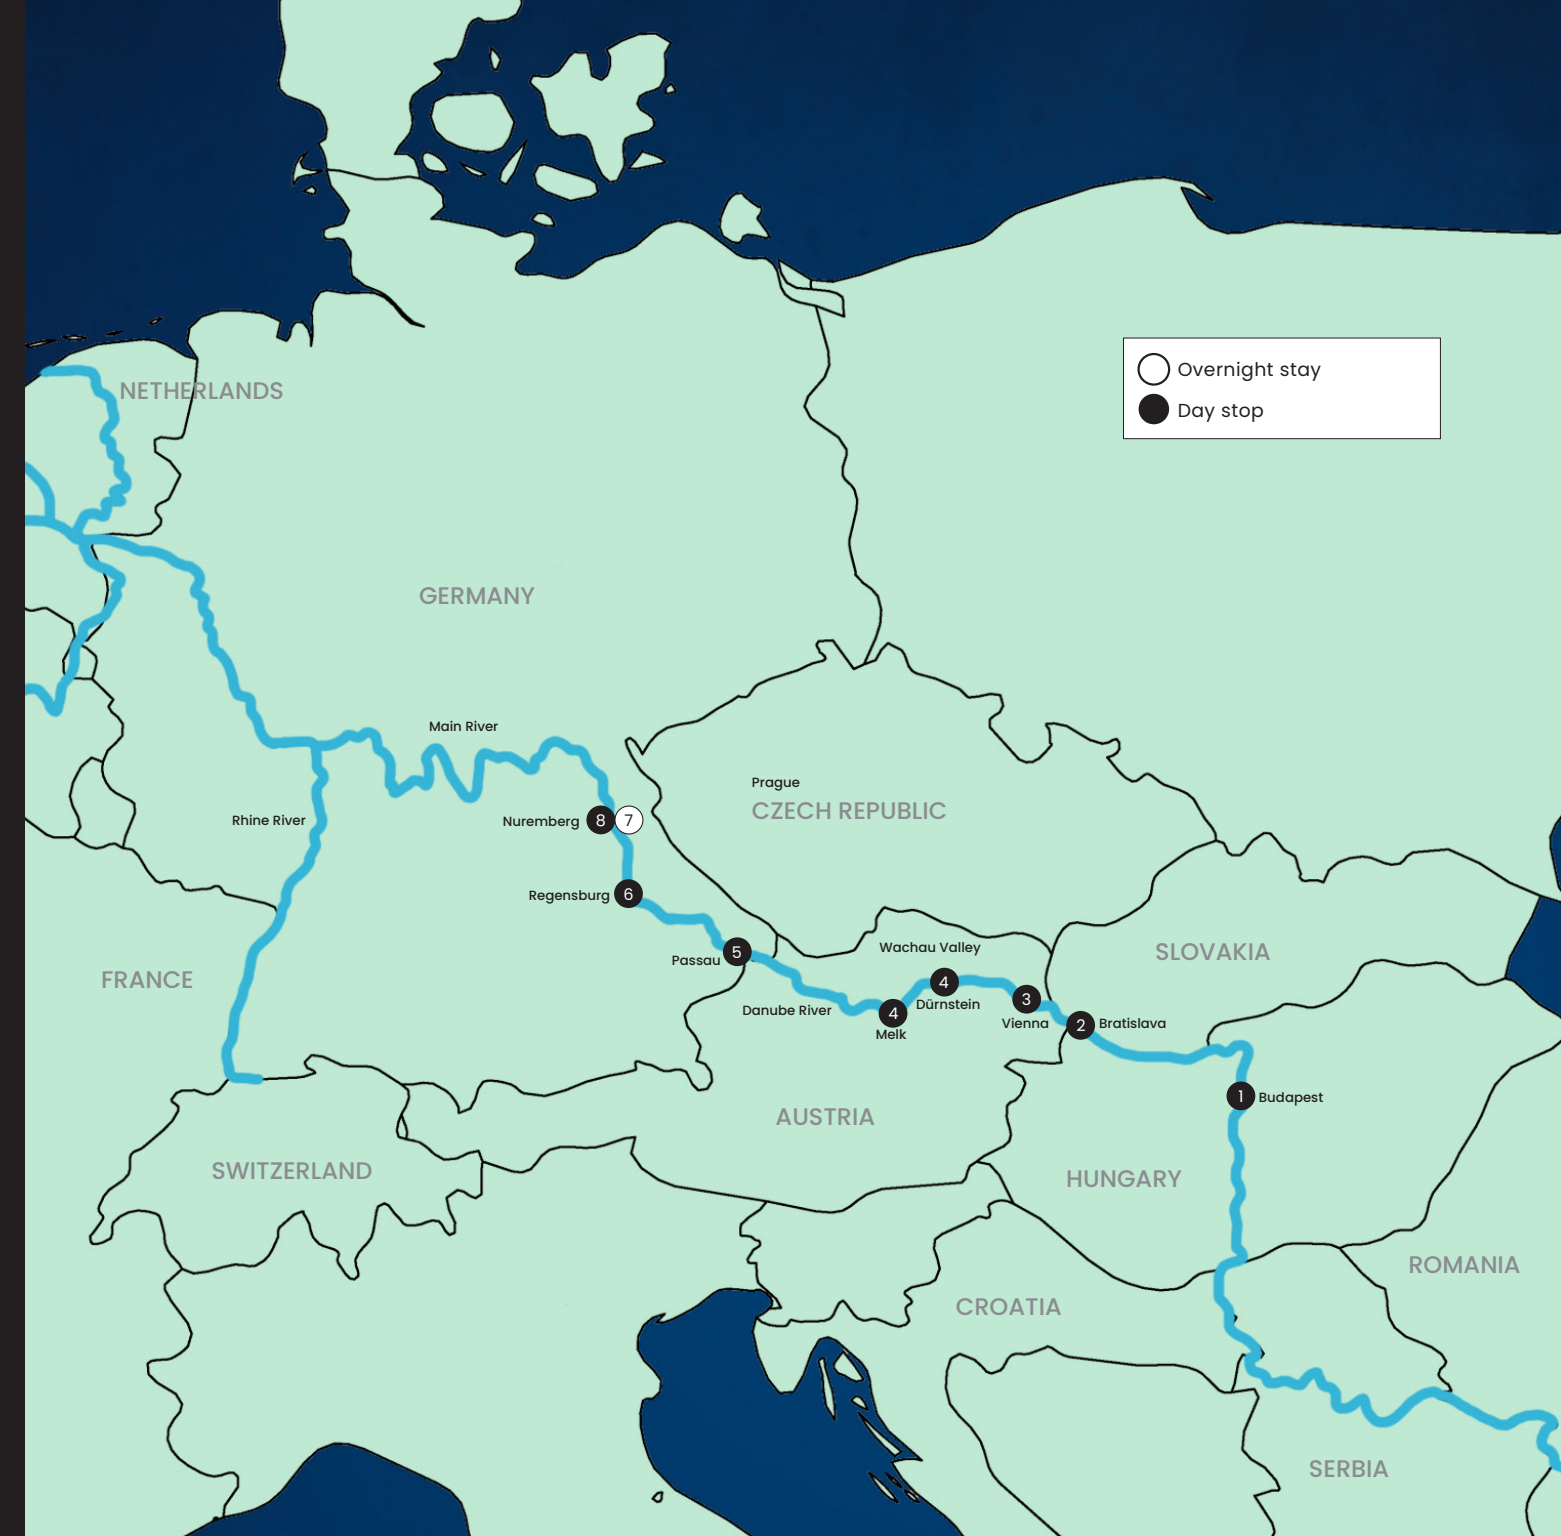 NETHERLANDS
Overnight stay
Day stop
GERMANY
Main River
Prague
CZECH REPUBLIC
Rhine River
Nuremberg 8 7
Regensburg 6
Passau 5
Wachau Valley
SLOVAKIA
FRANCE
4
Dürnstein
Danube River
4
Melk
3
Vienna
2 Bratislava
1 Budapest
AUSTRIA
SWITZERLAND
HUNGARY
ROMANIA
CROATIA
SERBIA